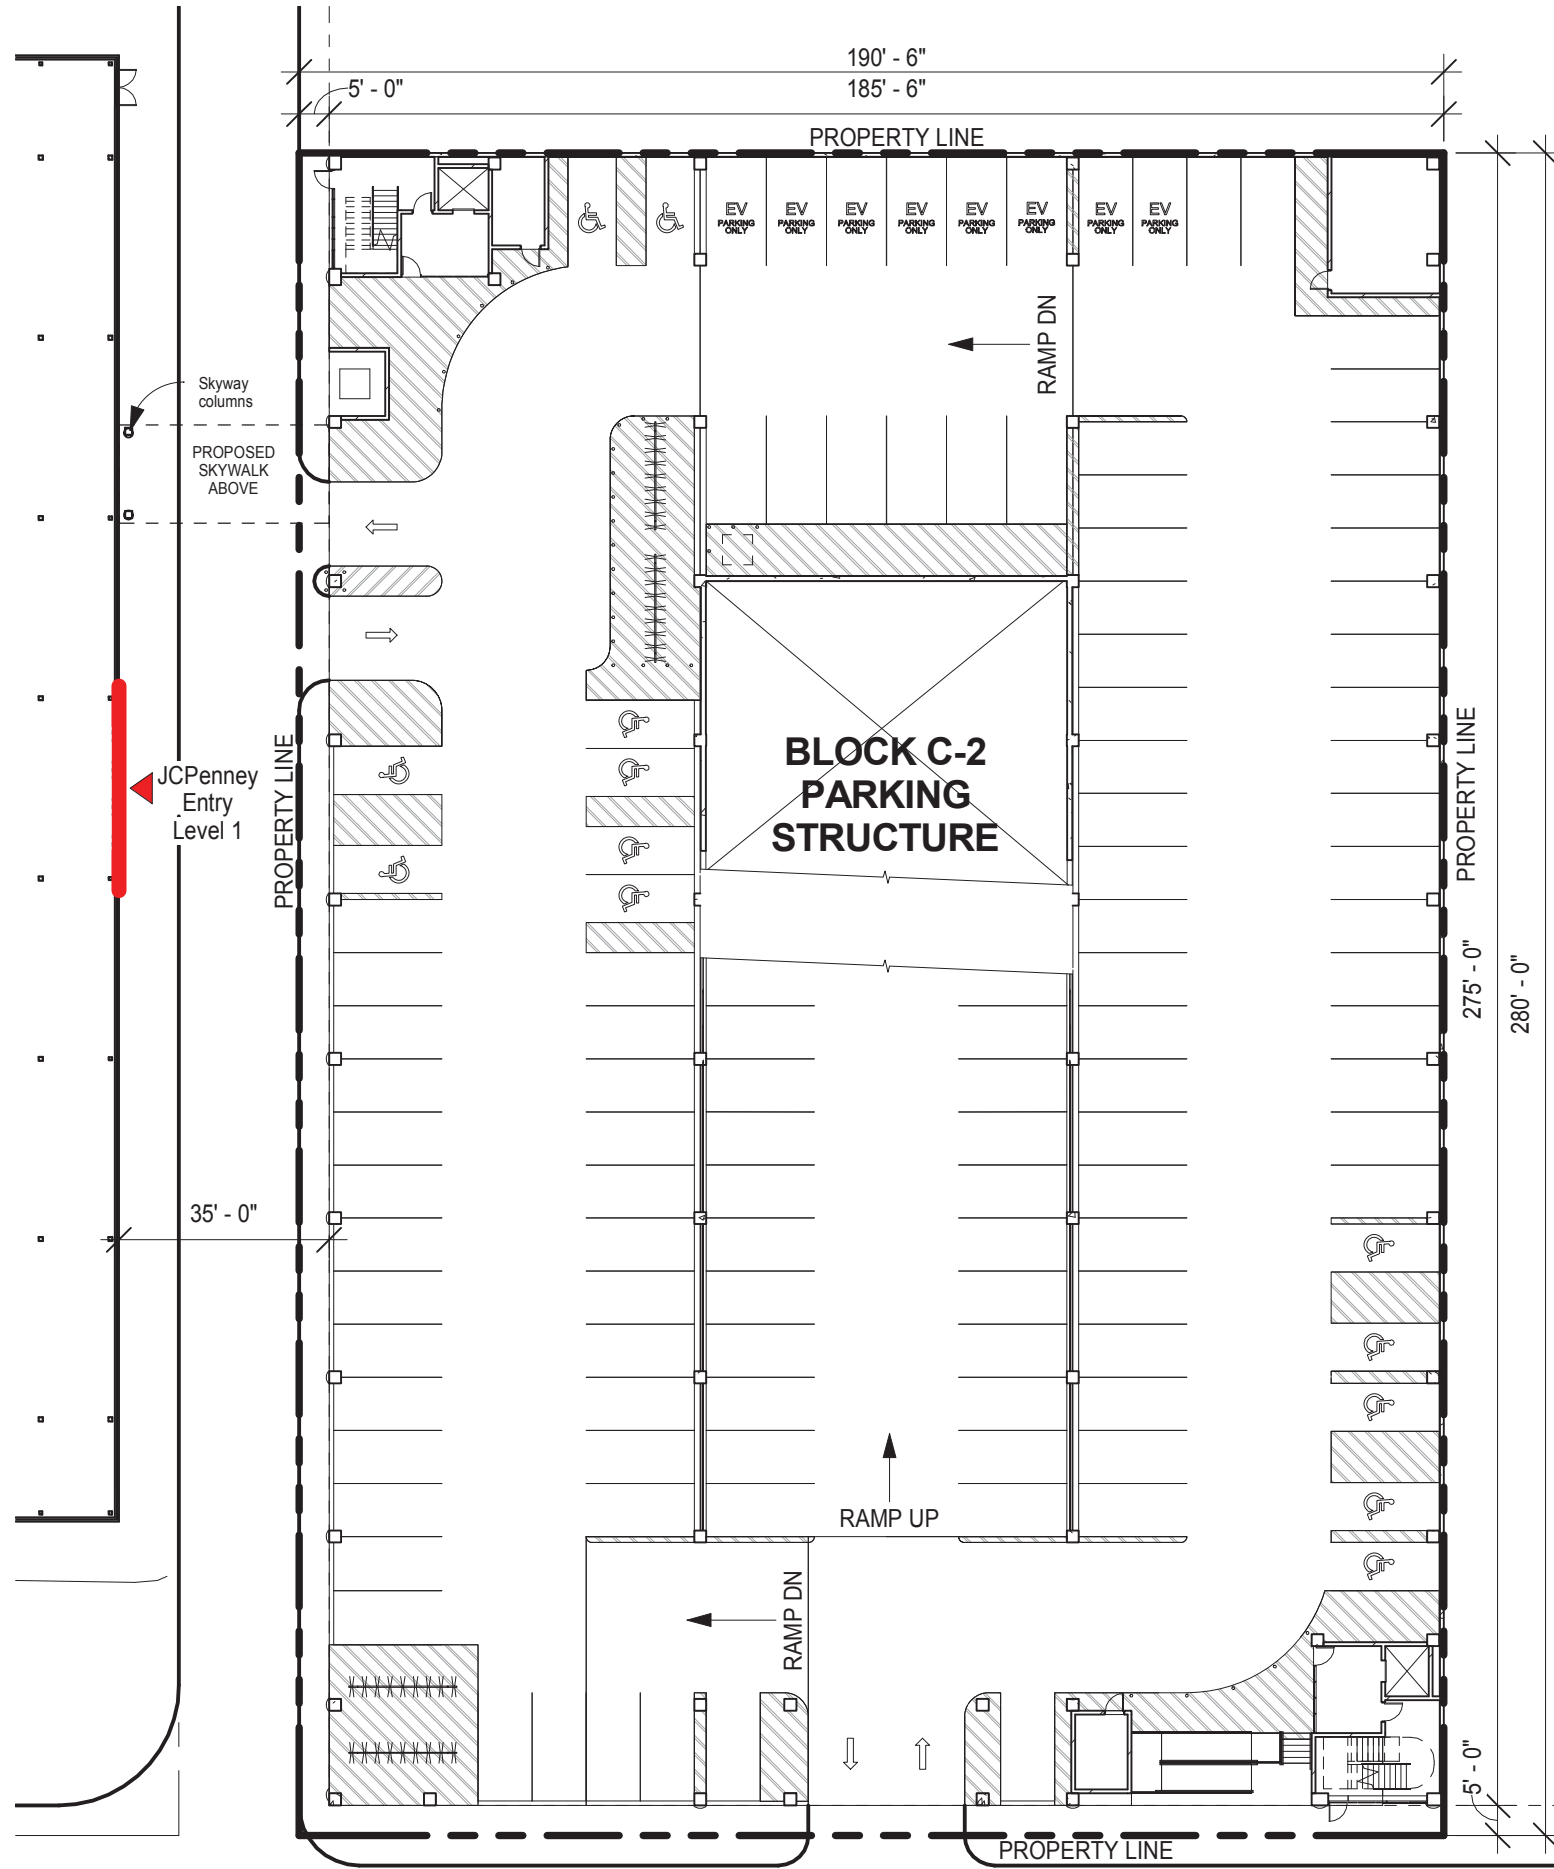 190' - 6"
5' - 0"
185' - 6"
PROPERTY LINE
EV
PARKING
ONLY
EV
PARKING
ONLY
EV
PARKING
ONLY
EV
PARKING
ONLY
EV
PARKING
ONLY
EV
PARKING
ONLY
EV
PARKING
ONLY
EV
PARKING
ONLY
RAMP DN
Skyway
columns
PROPOSED
SKYWALK
ABOVE
BLOCK C-2
PARKING
STRUCTURE
JCPenney
Entry
Level 1
PROPERTY LINE
PROPERTY LINE
275' - 0"
280' - 0"
35' - 0"
RAMP UP
RAMP DN
5' - 0"
PROPERTY LINE